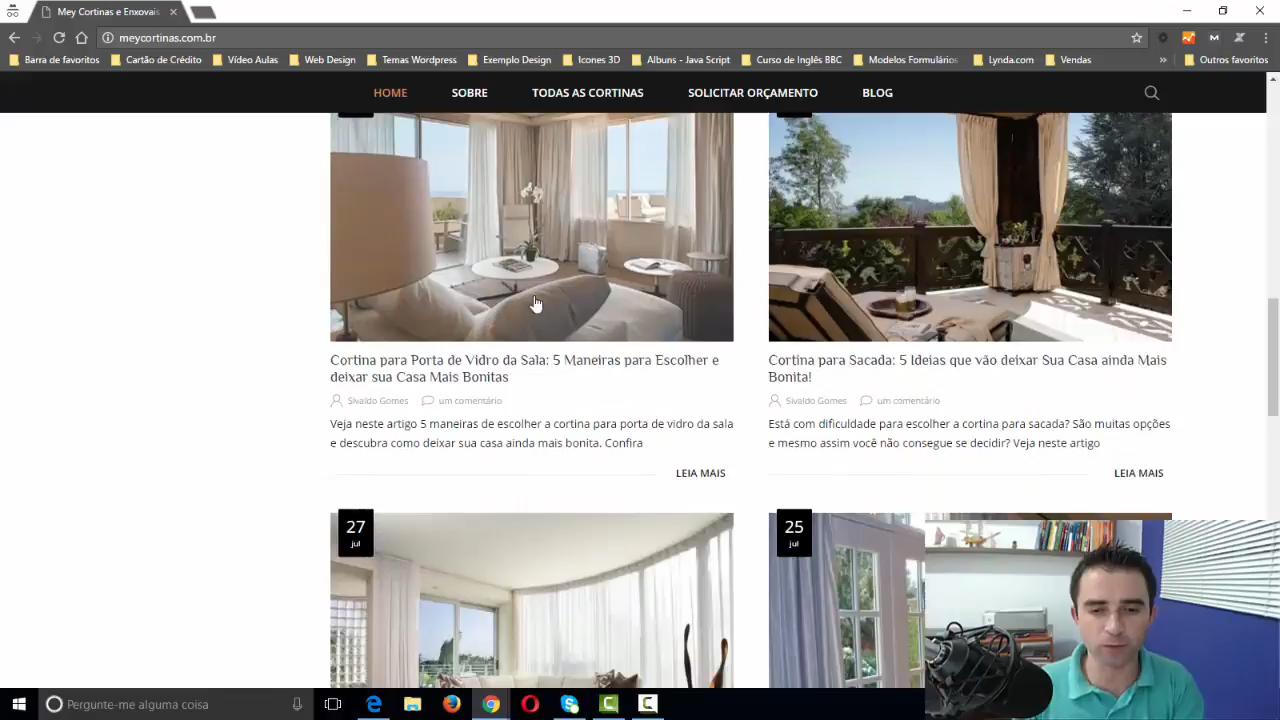 Mey Cortinas e Enxovais
meycortinas.com.br
Barra de favoritos
Cartão de Crédito
Vídeo Aulas
Web Design
Temas Wordpress
Exemplo Design
Icones 3D
Albuns - Java Script
Curso de Inglês BBC
Modelos Formulários
Lynda.com
Vendas
Outros favoritos
HOME
SOBRE
TODAS AS CORTINAS
SOLICITAR ORÇAMENTO
BLOG
Cortina para Porta de Vidro da Sala: 5 Maneiras para Escolher e
deixar sua Casa Mais Bonitas
Sivaldo Gomes
um comentário
Veja neste artigo 5 maneiras de escolher a cortina para porta de vidro da sala
e descubra como deixar sua casa ainda mais bonita. Confira
LEIA MAIS
Cortina para Sacada: 5 Ideias que vão deixar Sua Casa ainda Mais
Bonita!
Sivaldo Gomes
um comentário
Está com dificuldade para escolher a cortina para sacada? São muitas opções
e mesmo assim você não consegue se decidir? Veja neste artigo
LEIA MAIS
27
jul
25
jul
Pergunte-me alguma coisa